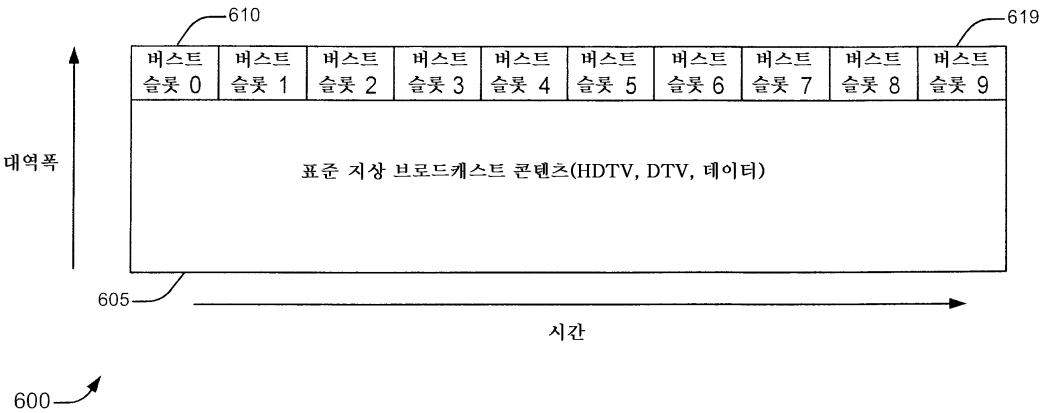 610
619
버스트 슬롯 0
버스트 슬롯 1
버스트 슬롯 2
버스트 슬롯 3
버스트 슬롯 4
버스트 슬롯 5
버스트 슬롯 6
버스트 슬롯 7
버스트 슬롯 8
버스트 슬롯 9
대역폭
표준 지상 브로드캐스트 콘텐츠(HDTV, DTV, 데이터)
605
시간
600